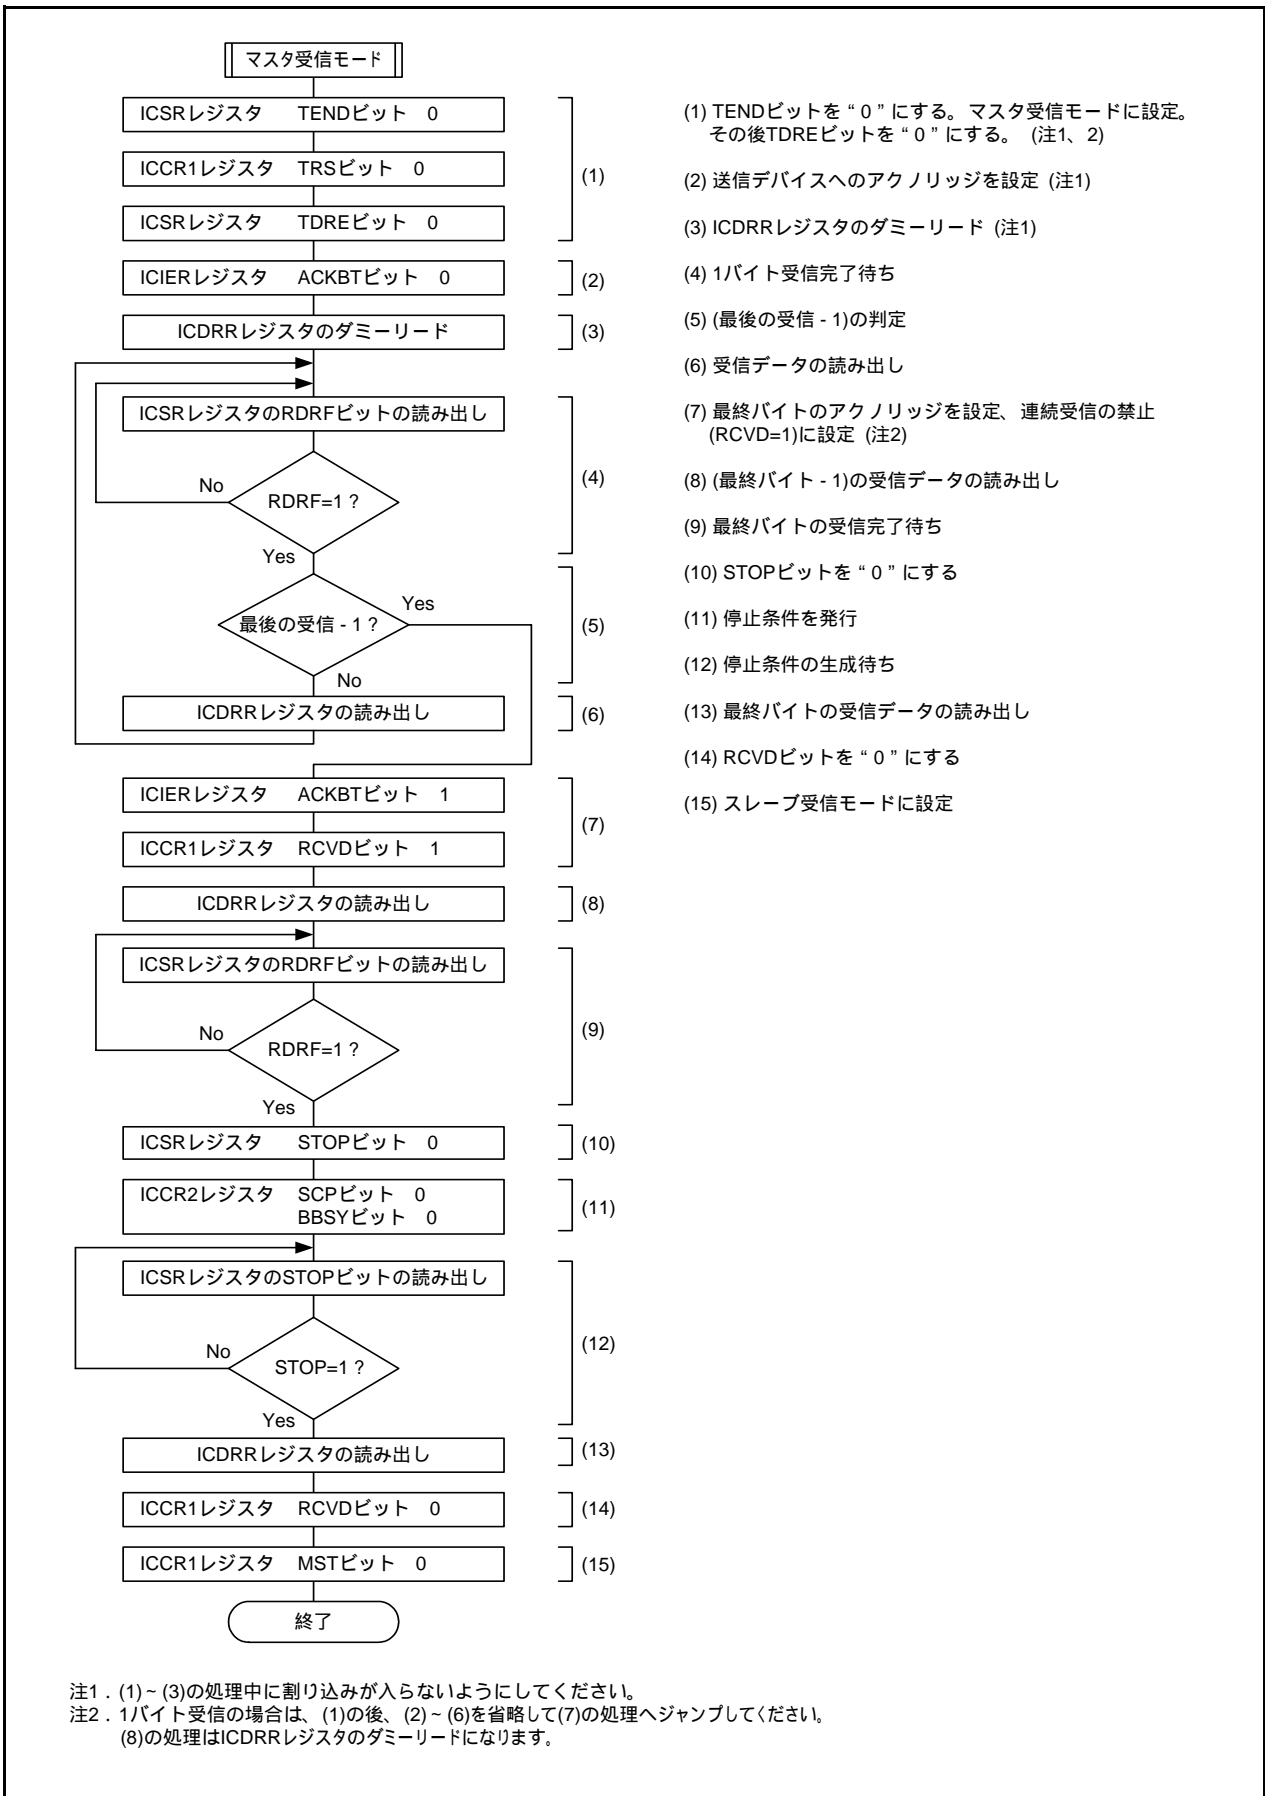 マスタ受信モード
ICSRレジスタ TENDビット 0
ICCR1レジスタ TRSビット 0
ICSRレジスタ TDREビット 0
(1)
ICIERレジスタ ACKBTビット 0
(2)
ICDRRレジスタのダミーリード
(3)
ICSRレジスタのRDRFビットの読み出し
RDRF=1 ?
No
Yes
(4)
最後の受信 - 1 ?
Yes
No
(5)
ICDRRレジスタの読み出し
(6)
ICIERレジスタ ACKBTビット 1
ICCR1レジスタ RCVDビット 1
(7)
ICDRRレジスタの読み出し
(8)
ICSRレジスタのRDRFビットの読み出し
No
RDRF=1 ?
Yes
(9)
ICSRレジスタ STOPビット 0
(10)
ICCR2レジスタ SCPビット 0
BBSYビット 0
(11)
ICSRレジスタのSTOPビットの読み出し
No
STOP=1 ?
Yes
(12)
ICDRRレジスタの読み出し
(13)
ICCR1レジスタ RCVDビット 0
(14)
ICCR1レジスタ MSTビット 0
(15)
終了
(1) TENDビットを“0”にする。マスタ受信モードに設定。
その後TDREビットを“0”にする。 (注1、2)
(2) 送信デバイスへのアクノリッジを設定 (注1)
(3) ICDRRレジスタのダミーリード (注1)
(4) 1バイト受信完了待ち
(5) (最後の受信 - 1)の判定
(6) 受信データの読み出し
(7) 最終バイトのアクノリッジを設定、連続受信の禁止
(RCVD=1)に設定 (注2)
(8) (最終バイト - 1)の受信データの読み出し
(9) 最終バイトの受信完了待ち
(10) STOPビットを“0”にする
(11) 停止条件を発行
(12) 停止条件の生成待ち
(13) 最終バイトの受信データの読み出し
(14) RCVDビットを“0”にする
(15) スレーブ受信モードに設定
注1．(1)~(3)の処理中に割り込みが入らないようにしてください。
注2．1バイト受信の場合は、(1)の後、(2)~(6)を省略して(7)の処理へジャンプしてください。
(8)の処理はICDRRレジスタのダミーリードになります。